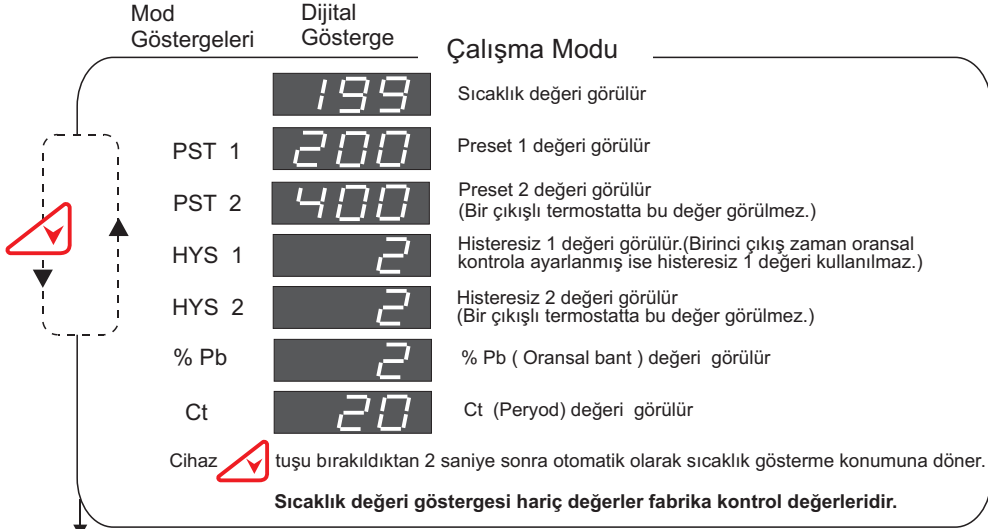 Mod
Göstergeleri
Dijital
Gösterge
Çalışma Modu
199
Sıcaklık değeri görülür
PST 1
200
Preset 1 değeri görülür
PST 2
400
Preset 2 değeri görülür
(Bir çıkışlı termostatta bu değer görülmez.)
HYS 1
2
Histeresiz 1 değeri görülür.(Birinci çıkış zaman oransal
kontrola ayarlanmış ise histeresiz 1 değeri kullanılmaz.)
HYS 2
2
Histeresiz 2 değeri görülür
(Bir çıkışlı termostatta bu değer görülmez.)
% Pb
2
% Pb ( Oransal bant ) değeri görülür
Ct
20
Ct (Peryod) değeri görülür
Cihaz tuşu bırakıldıktan 2 saniye sonra otomatik olarak sıcaklık gösterme konumuna döner.
Sıcaklık değeri göstergesi hariç değerler fabrika kontrol değerleridir.